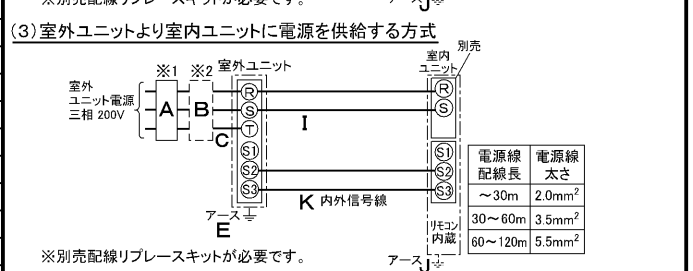 ※別売配線リプレースキットが必要です。
アース J
(3)室外ユニットより室内ユニットに電源を供給する方式
※1 ※2 室外ユニット 室内ユニット 別売
室外
ユニット電源
三相 200V
A B C
R S T S1 S2 S3
I
K 内外信号線
R S S1 S2 S3
リモコン
内蔵
アース
E
アース J
電源線配線長 電源線太さ
～30m 2.0mm²
30～60m 3.5mm²
60～120m 5.5mm²
※別売配線リプレースキットが必要です。